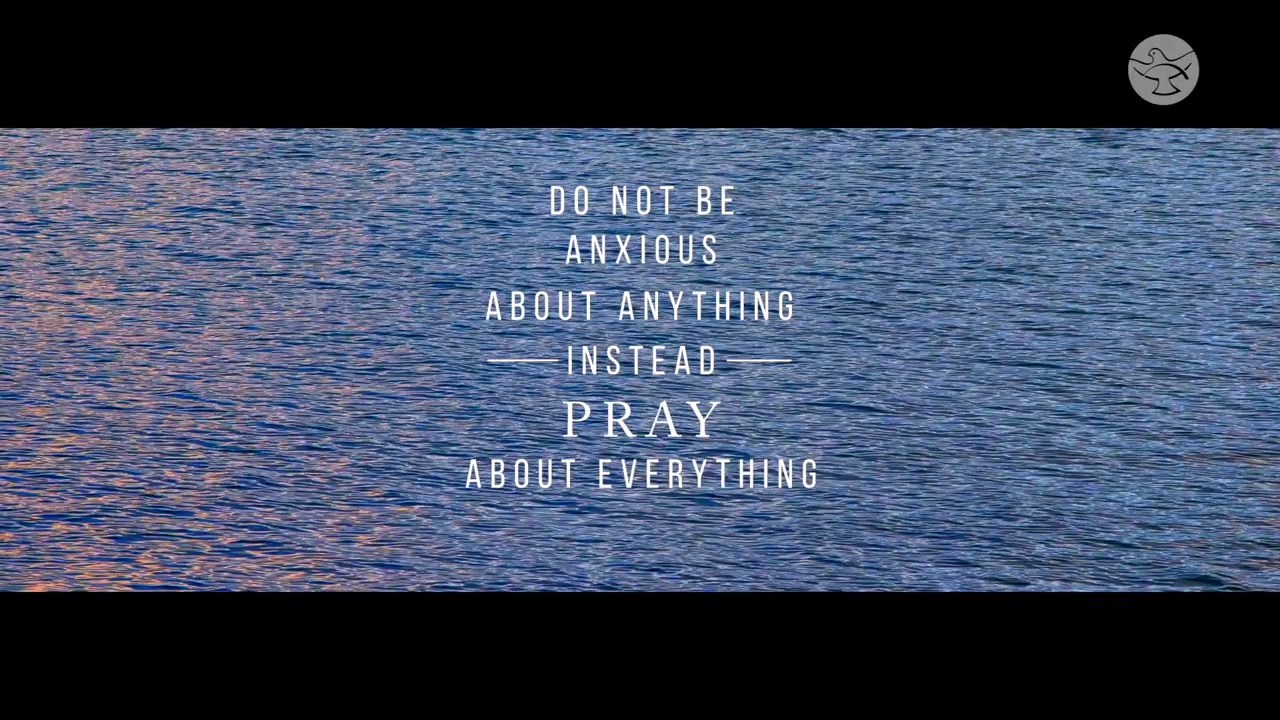 DO NOT BE
ANXIOUS
ABOUT ANYTHING
INSTEAD
PRAY
ABOUT EVERYTHING